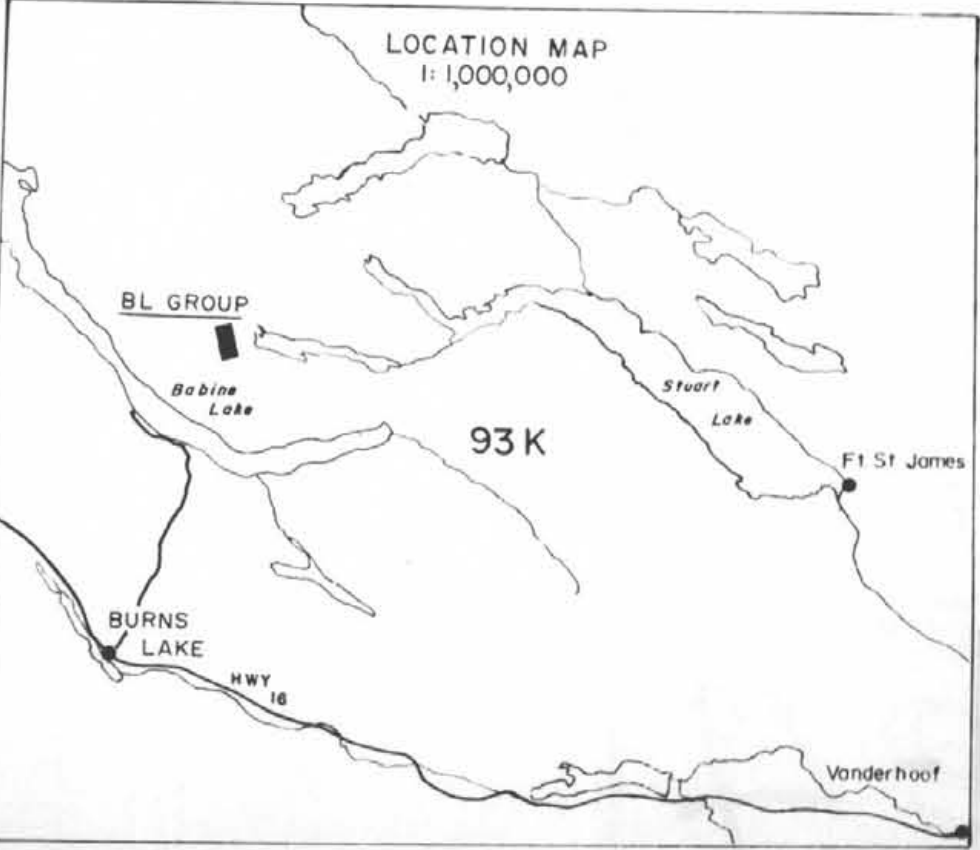 LOCATION MAP
1: 1,000,000
BL GROUP
Babine
Lake
Stuart
Lake
93 K
Ft St James
BURNS
LAKE
HWY
16
Vanderhoof